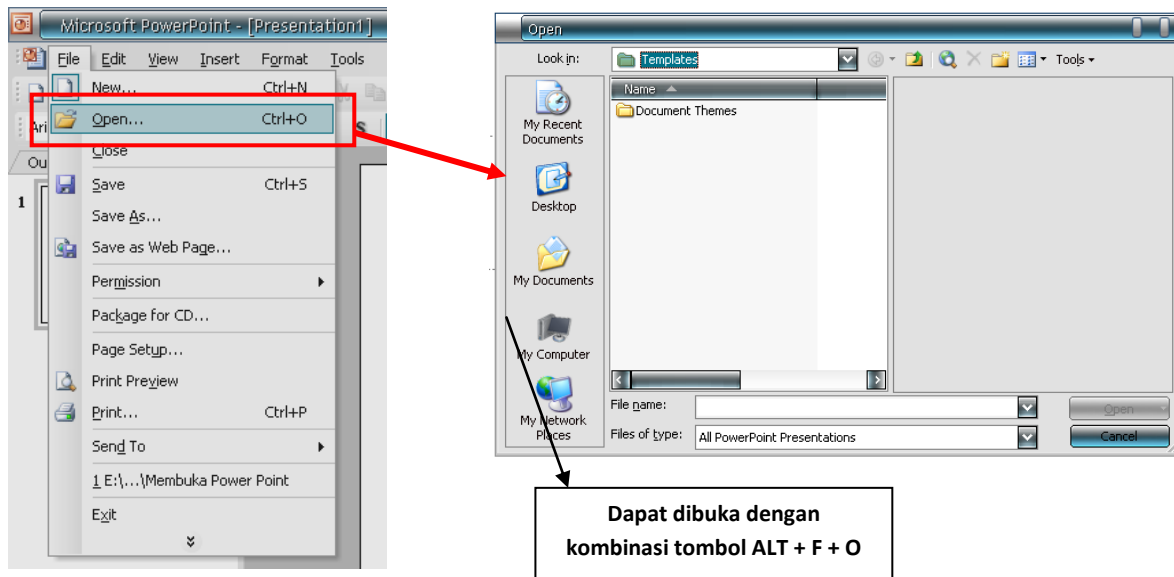 Microsoft PowerPoint - [Presentation1]
File Edit View Insert Format Tools
New... Ctrl+N
Ari
Open... Ctrl+O
S
Close
Ou
1
Save Ctrl+S
Save As...
Save as Web Page...
Permission
Package for CD...
Page Setup...
Print Preview
Print... Ctrl+P
Send To
1 E:\...\Membuka Power Point
Exit
Open
Look in: Templates Tools
Name
Document Themes
My Recent
Documents
Desktop
My Documents
My Computer
My Network
Places
File name: Open
Files of type: All PowerPoint Presentations Cancel
Dapat dibuka dengan
kombinasi tombol ALT + F + O